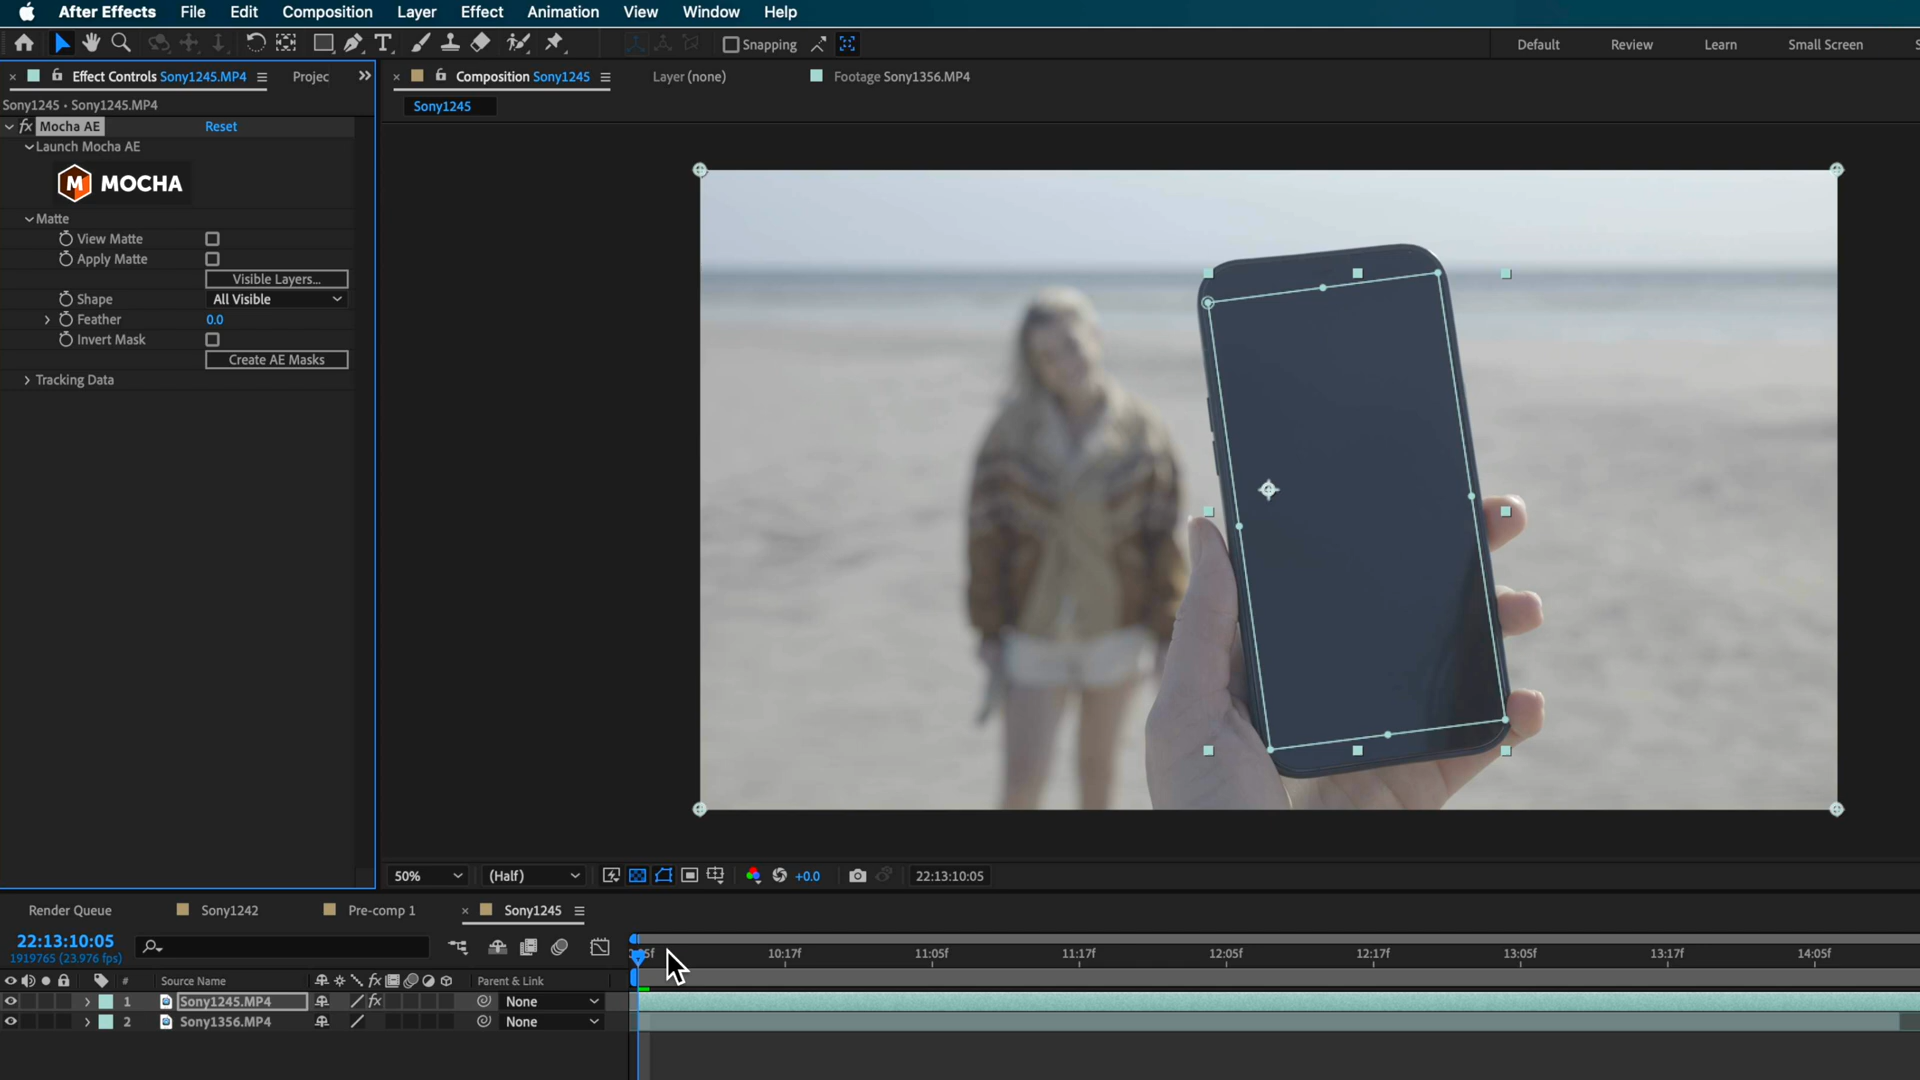 After Effects File Edit Composition Layer Effect Animation View Window Help
Snapping Default Review Learn Small Screen
Effect Controls Sony1245.MP4 Projec Composition Sony1245 Layer (none) Footage Sony1356.MP4
Sony1245 • Sony1245.MP4 Sony1245
fx Mocha AE Reset
Launch Mocha AE
M MOCHA
Matte
View Matte
Apply Matte
Visible Layers...
Shape All Visible
Feather 0.0
Invert Mask
Create AE Masks
Tracking Data
50% (Half) +0.0 22:13:10:05
Render Queue Sony1242 Pre-comp 1 Sony1245
22:13:10:05
1919765 (23.976 fps)
10:17f 11:05f 11:17f 12:05f 12:17f 13:05f 13:17f 14:05f
# Source Name fx Parent & Link
1 Sony1245.MP4 fx None
2 Sony1356.MP4 None